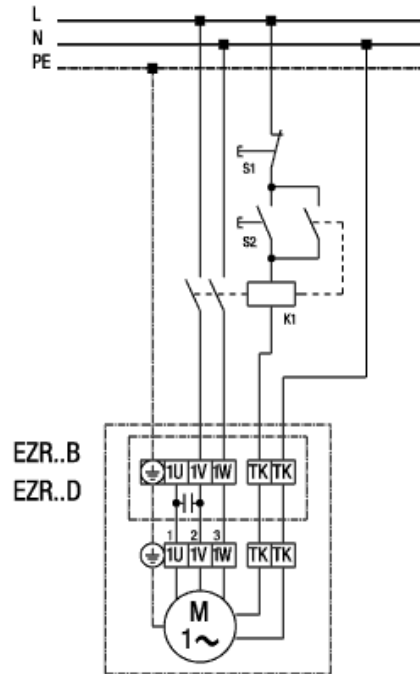 L
N
PE
S1
S2
K1
EZR..B
EZR..D
1U 1V 1W TK TK
1 2 3
1U 1V 1W TK TK
M
1~